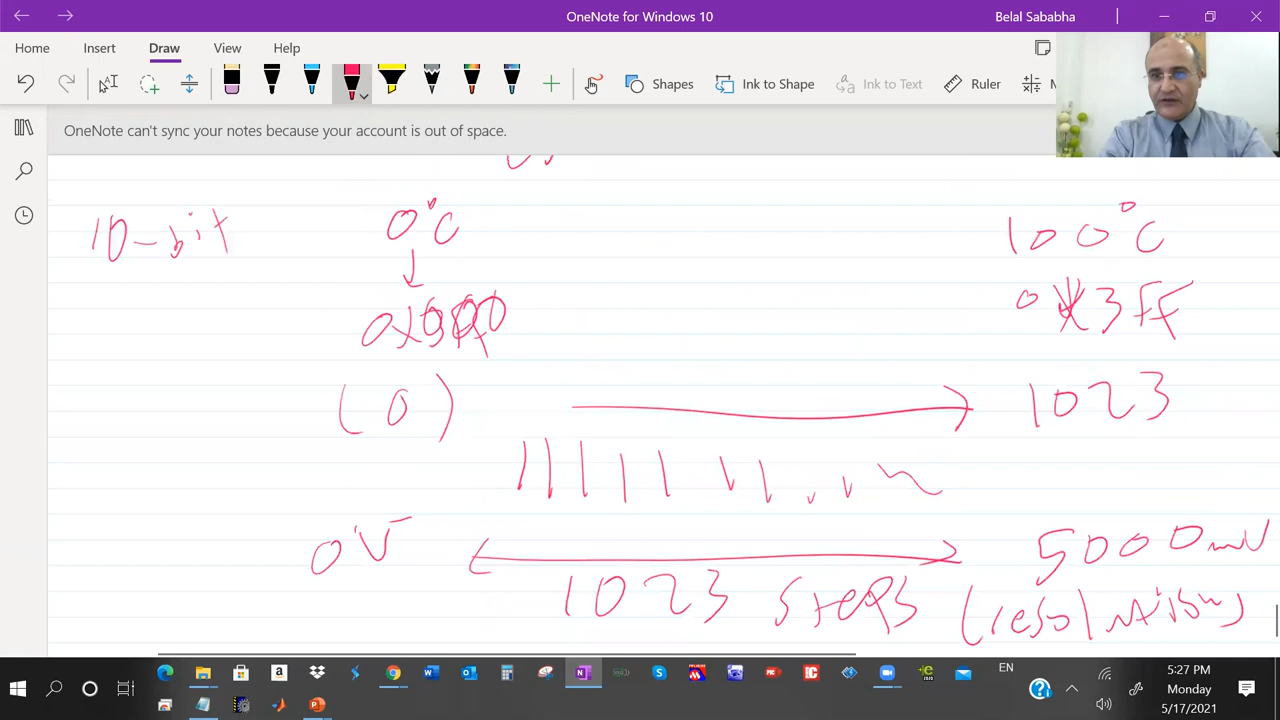 OneNote for Windows 10
Belal Sababha
Home Insert Draw View Help
Shapes Ink to Shape Ink to Text Ruler M
OneNote can't sync your notes because your account is out of space.
10-bit 0°C 100°C
0x3ff
(0) 1023
0V 5000mV
1023 steps (resolutions)
EN
5:27 PM
Monday
5/17/2021